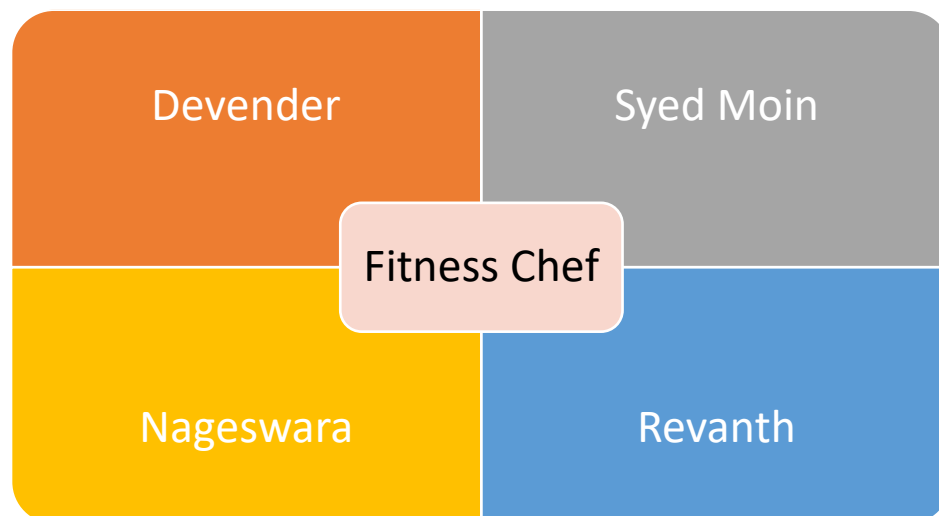 Devender
Syed Moin
Fitness Chef
Nageswara
Revanth